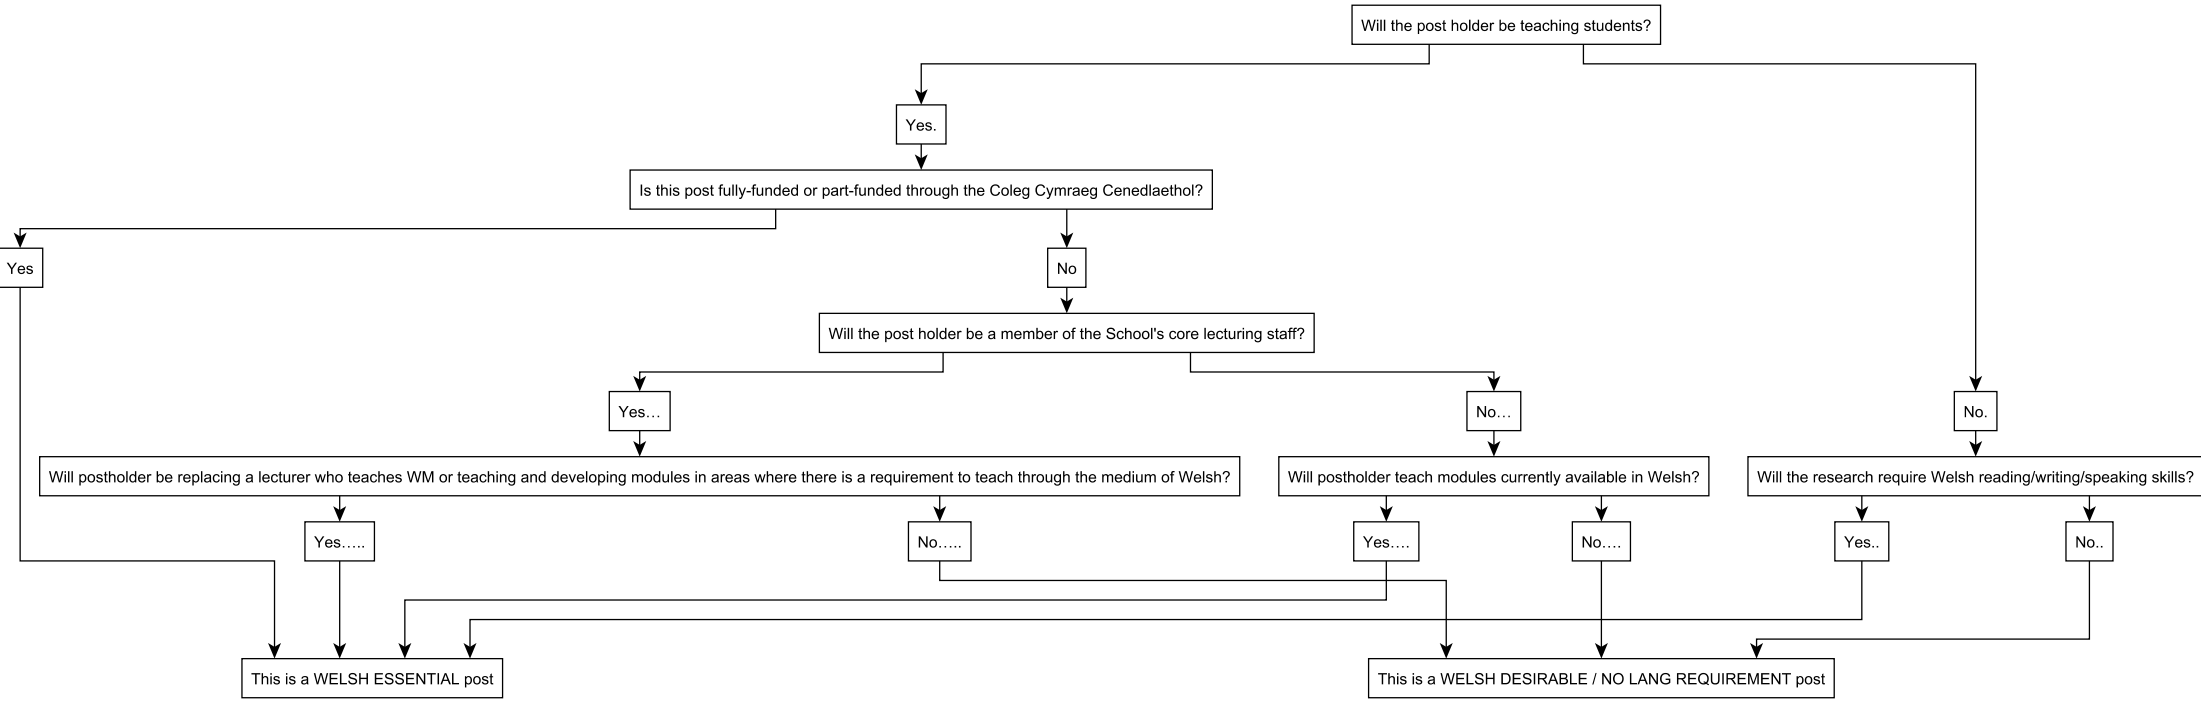 Will the post holder be teaching students?
Yes.
Is this post fully-funded or part-funded through the Coleg Cymraeg Cenedlaethol?
Yes
No
Will the post holder be a member of the School's core lecturing staff?
Yes…
No…
No.
Will postholder be replacing a lecturer who teaches WM or teaching and developing modules in areas where there is a requirement to teach through the medium of Welsh?
Will postholder teach modules currently available in Welsh?
Will the research require Welsh reading/writing/speaking skills?
Yes…..
No…..
Yes….
No….
Yes..
No..
This is a WELSH ESSENTIAL post
This is a WELSH DESIRABLE / NO LANG REQUIREMENT post